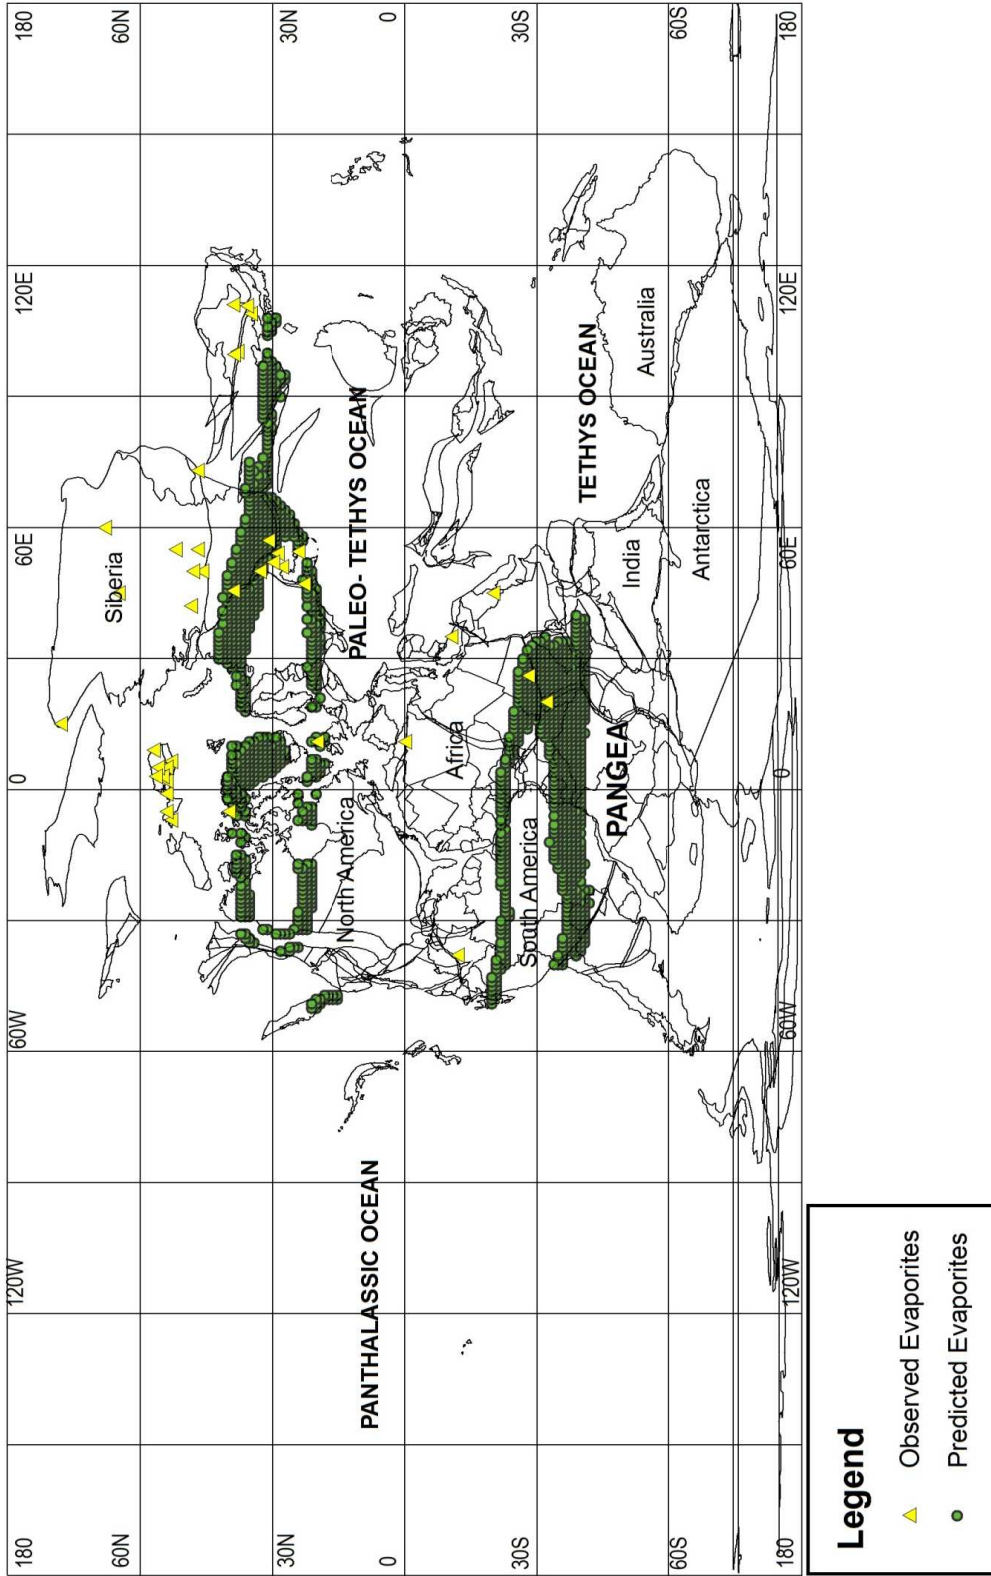 180 120W 60W 0 60E 120E 180
60N Siberia 60N
30N 30N
North America
PALEO- TETHYS OCEAN
PANTHALASSIC OCEAN
0 0
Africa
30S South America 30S
TETHYS OCEAN
PANGEA
India
Australia
60S 60S
Antarctica
180 120W 60W 0 60E 120E 180
Legend
Observed Evaporites
Predicted Evaporites